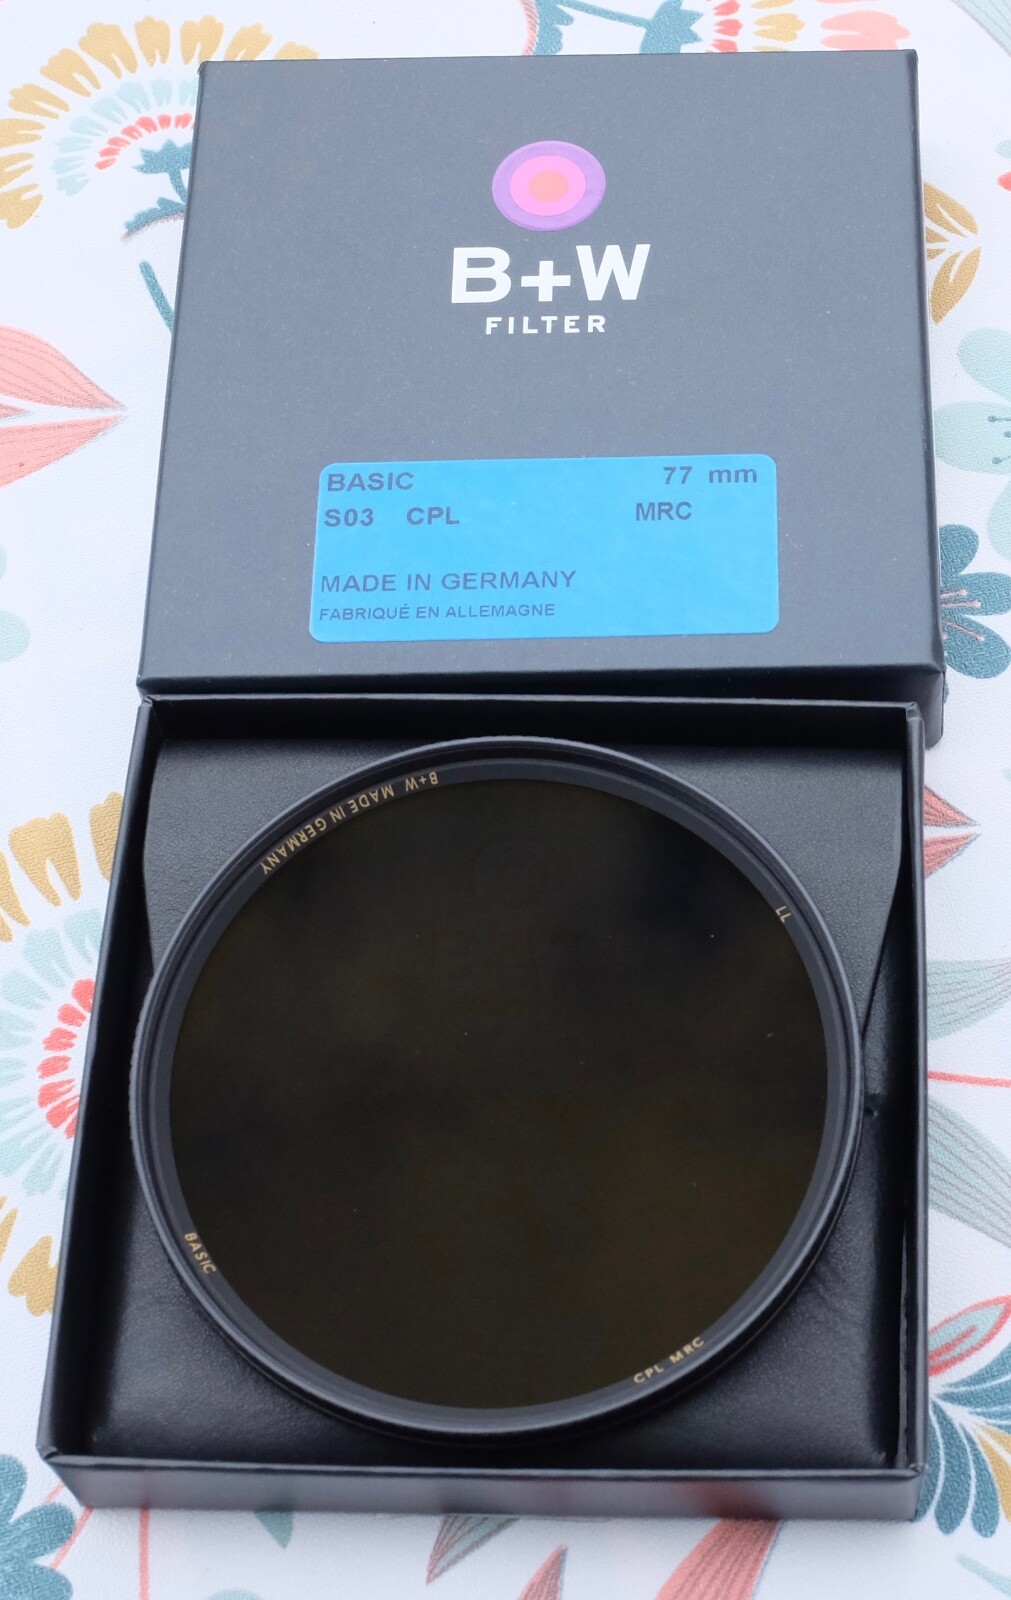 B+W
FILTER
BASIC 77 mm
S03 CPL MRC
MADE IN GERMANY
FABRIQUÉ EN ALLEMAGNE
B+W MADE IN GERMANY
77
BASIC
CPL MRC